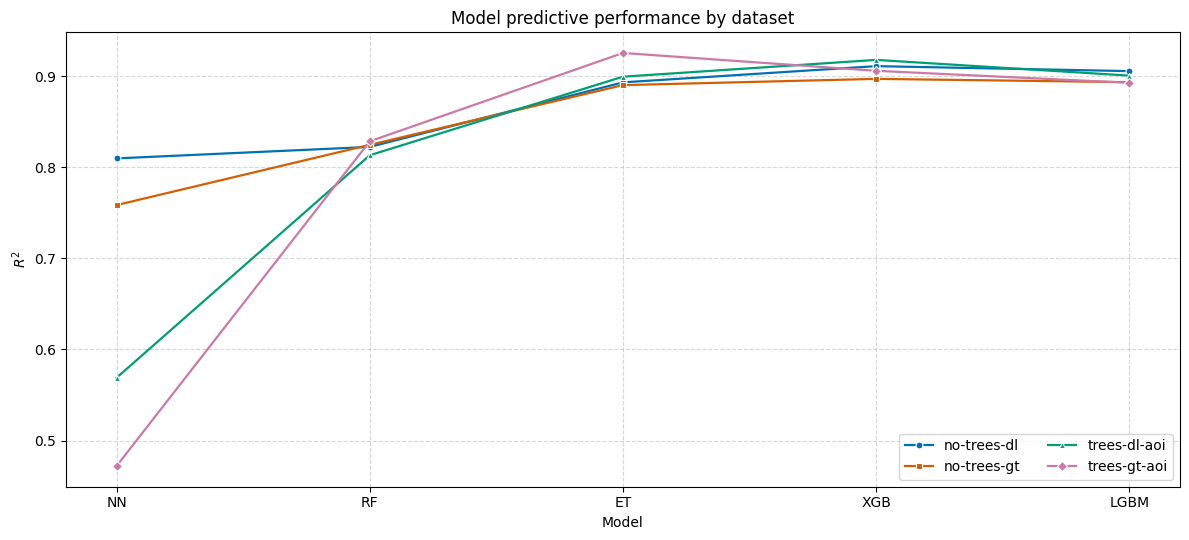 Model predictive performance by dataset
0.9
0.8
0.7
0.6
0.5
R²
NN
RF
ET
XGB
LGBM
Model
no-trees-dl
no-trees-gt
trees-dl-aoi
trees-gt-aoi